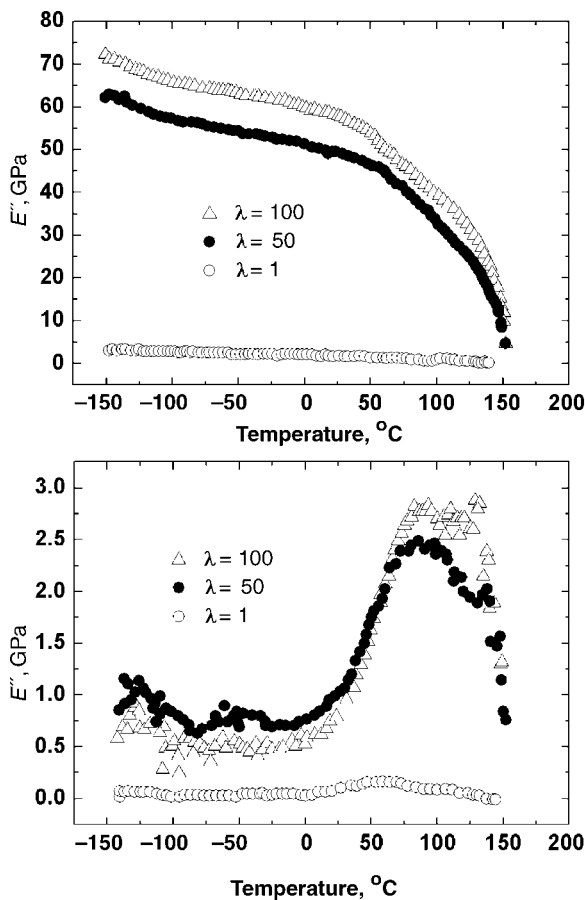 80
70
60
50
40
30
20
10
0
E″, GPa
λ = 100
λ = 50
λ = 1
−150 −100 −50 0 50 100 150 200
Temperature, °C
3.0
2.5
2.0
1.5
1.0
0.5
0.0
E″, GPa
λ = 100
λ = 50
λ = 1
−150 −100 −50 0 50 100 150 200
Temperature, °C